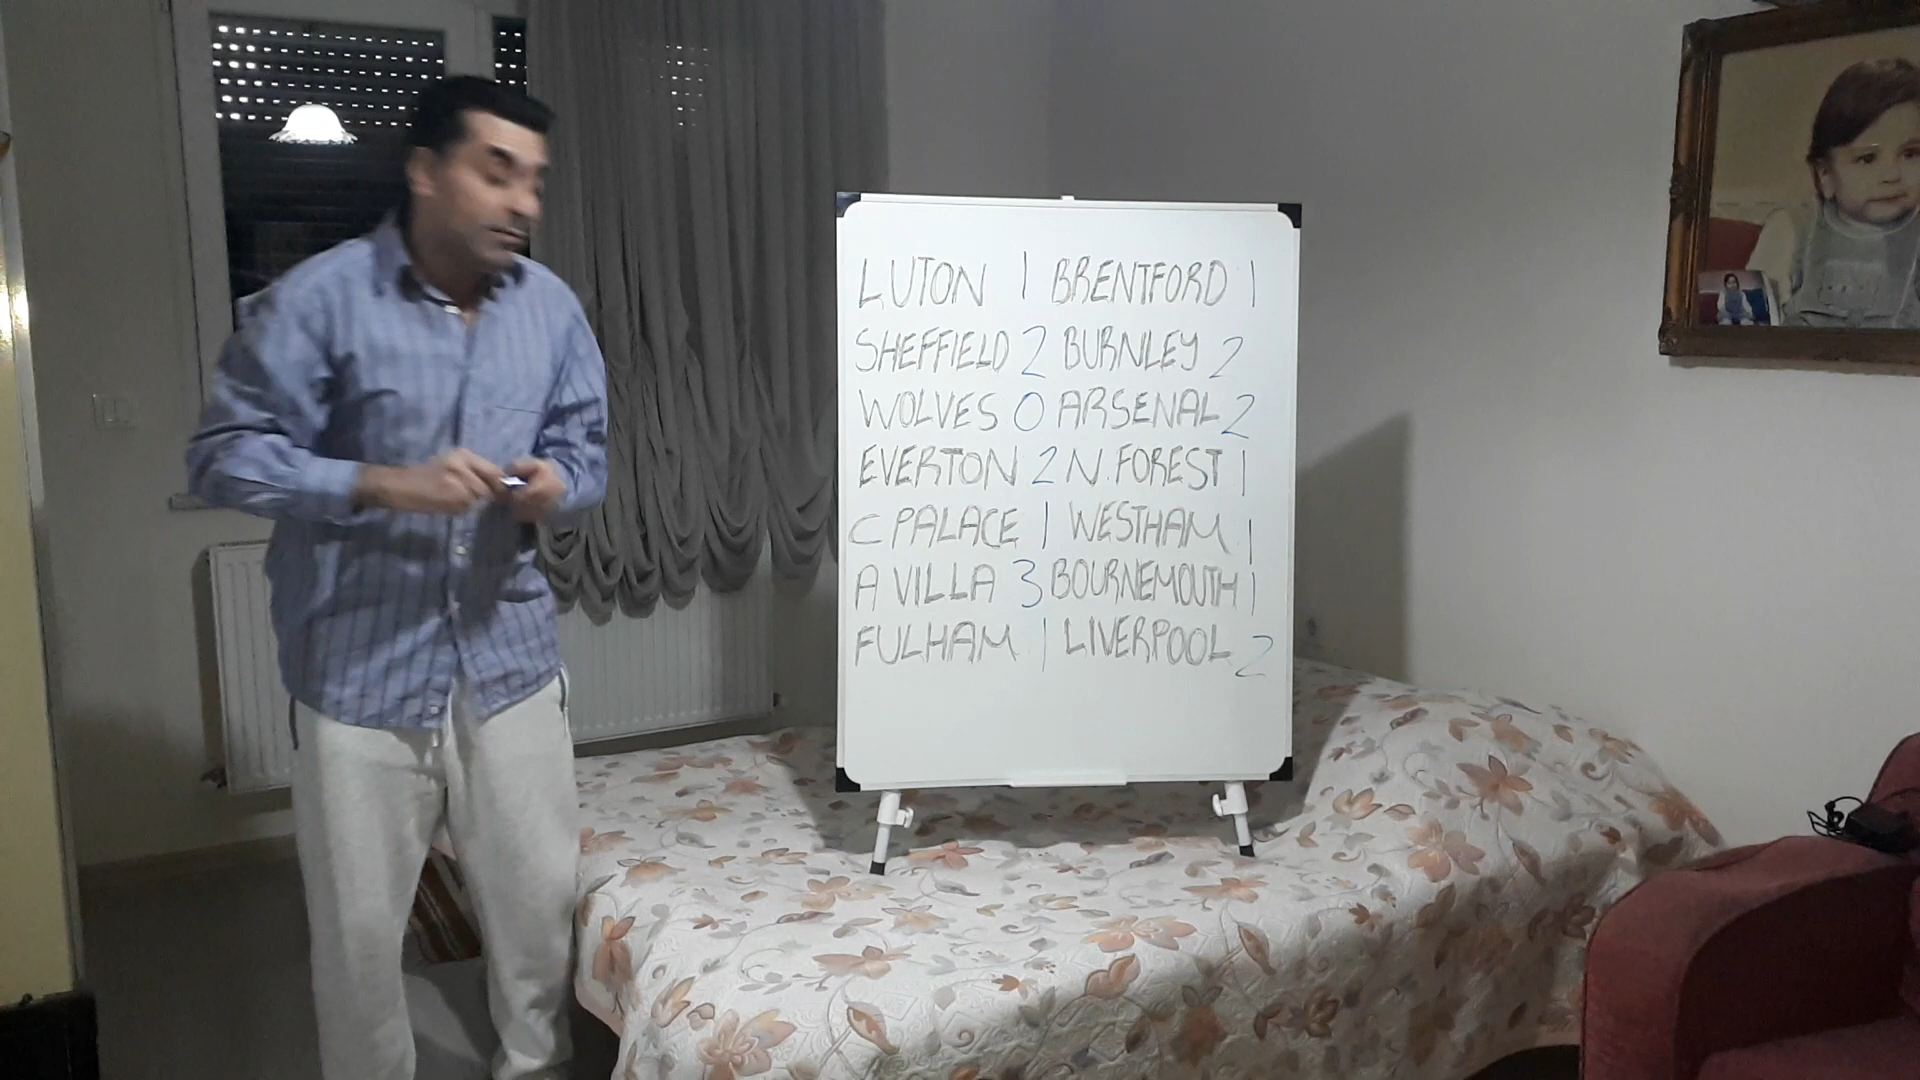 LUTON 1 BRENTFORD 1
SHEFFIELD 2 BURNLEY 2
WOLVES 0 ARSENAL 2
EVERTON 2 N.FOREST 1
C PALACE 1 WESTHAM 1
A VILLA 3 BOURNEMOUTH 1
FULHAM 1 LIVERPOOL 2